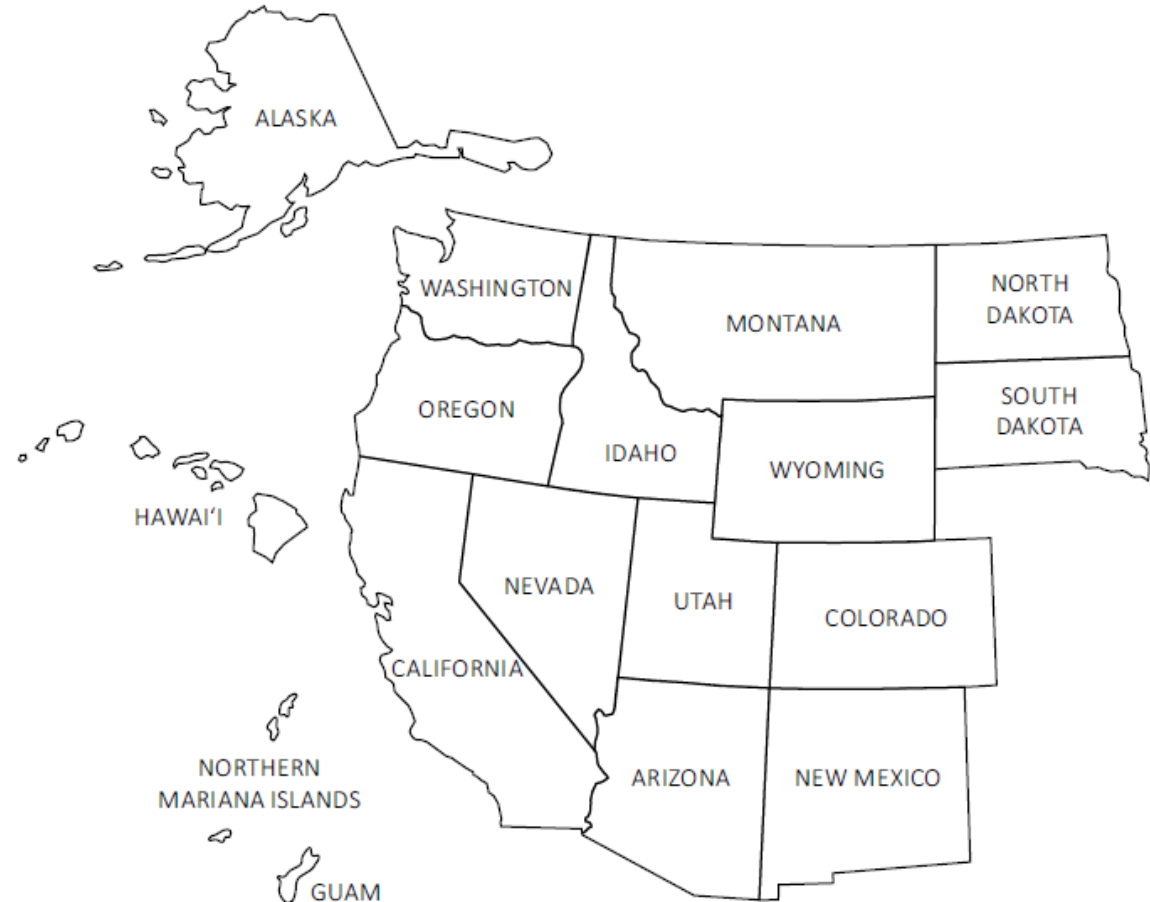 ALASKA
WASHINGTON
MONTANA
NORTH
DAKOTA
OREGON
IDAHO
WYOMING
SOUTH
DAKOTA
HAWAIʻI
NEVADA
UTAH
COLORADO
CALIFORNIA
NORTHERN
MARIANA ISLANDS
ARIZONA
NEW MEXICO
GUAM